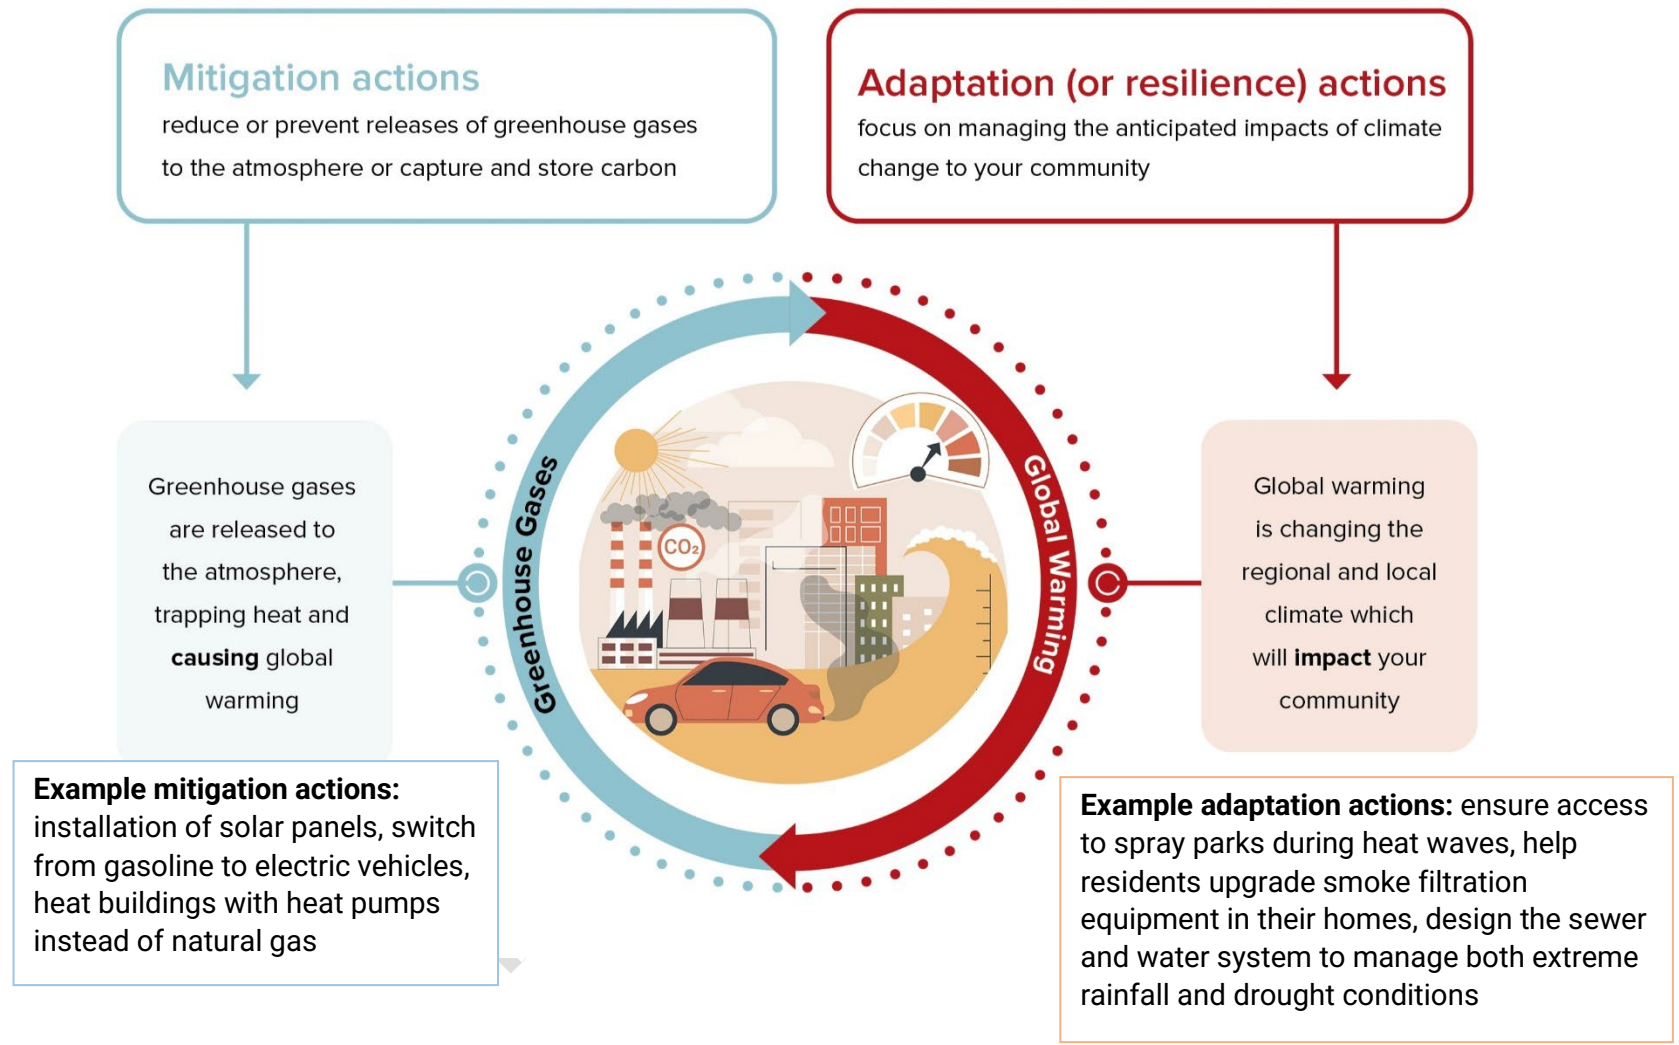 Mitigation actions
reduce or prevent releases of greenhouse gases
to the atmosphere or capture and store carbon
Adaptation (or resilience) actions
focus on managing the anticipated impacts of climate
change to your community
Greenhouse gases
are released to
the atmosphere,
trapping heat and
causing global
warming
Greenhouse Gases
CO₂
Global Warming
Global warming
is changing the
regional and local
climate which
will impact your
community
Example mitigation actions:
installation of solar panels, switch
from gasoline to electric vehicles,
heat buildings with heat pumps
instead of natural gas
Example adaptation actions: ensure access
to spray parks during heat waves, help
residents upgrade smoke filtration
equipment in their homes, design the sewer
and water system to manage both extreme
rainfall and drought conditions